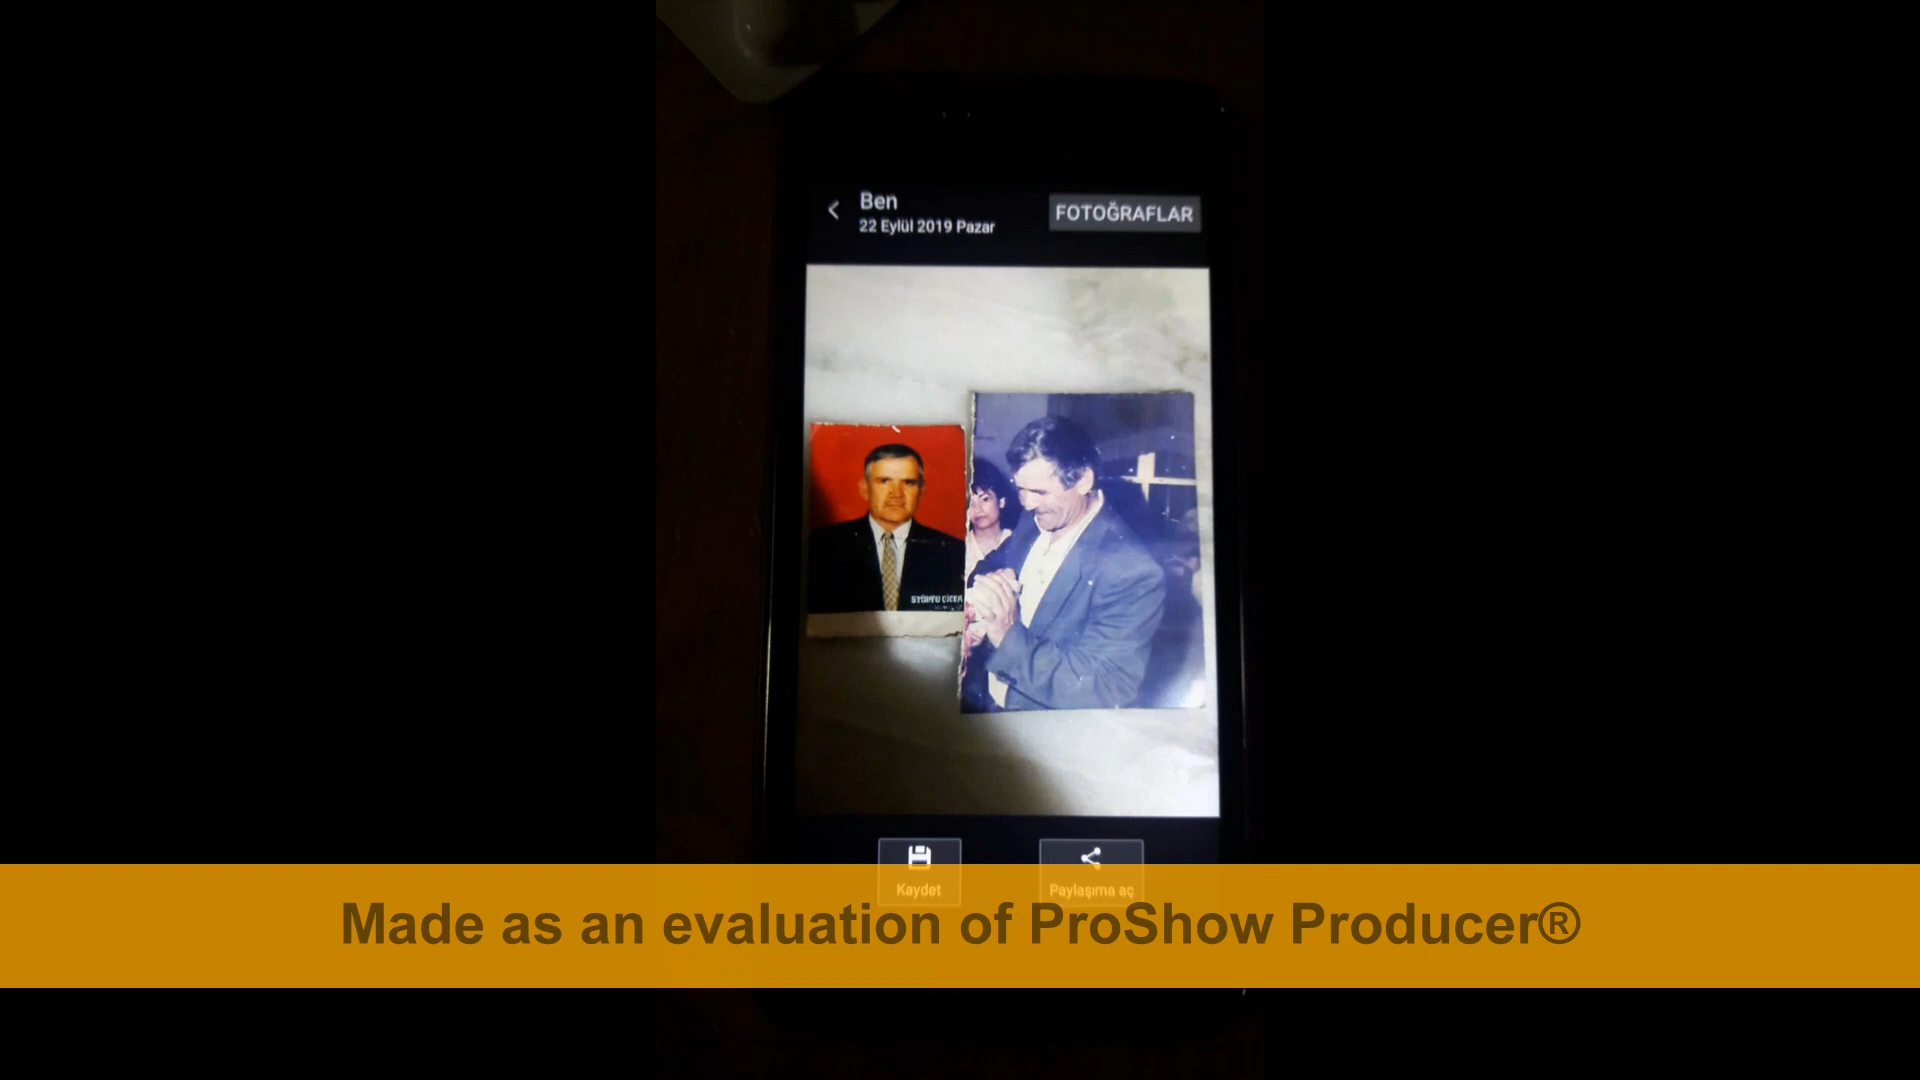 Ben
22 Eylül 2019 Pazar
FOTOĞRAFLAR
Kaydet
Paylaşıma aç
Made as an evaluation of ProShow Producer®